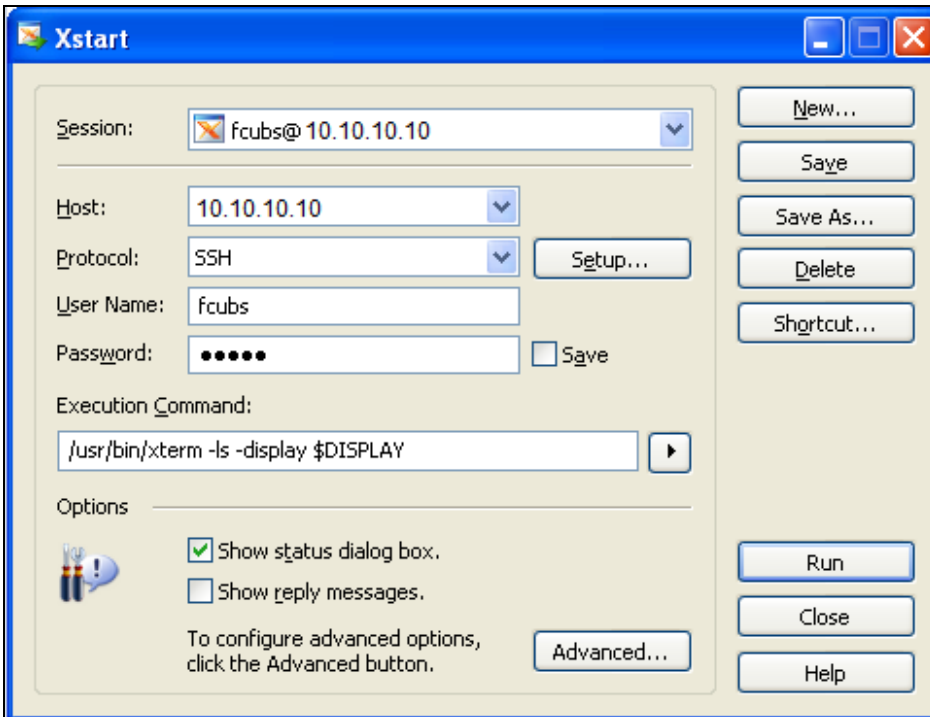 Xstart
Session:
fcubs@10.10.10.10
New...
Save
Host:
10.10.10.10
Save As...
Protocol:
SSH
Setup...
Delete
User Name:
fcubs
Shortcut...
Password:
●●●●●
Save
Execution Command:
/usr/bin/xterm -ls -display $DISPLAY
Options
Show status dialog box.
Run
Show reply messages.
Close
To configure advanced options,
click the Advanced button.
Advanced...
Help